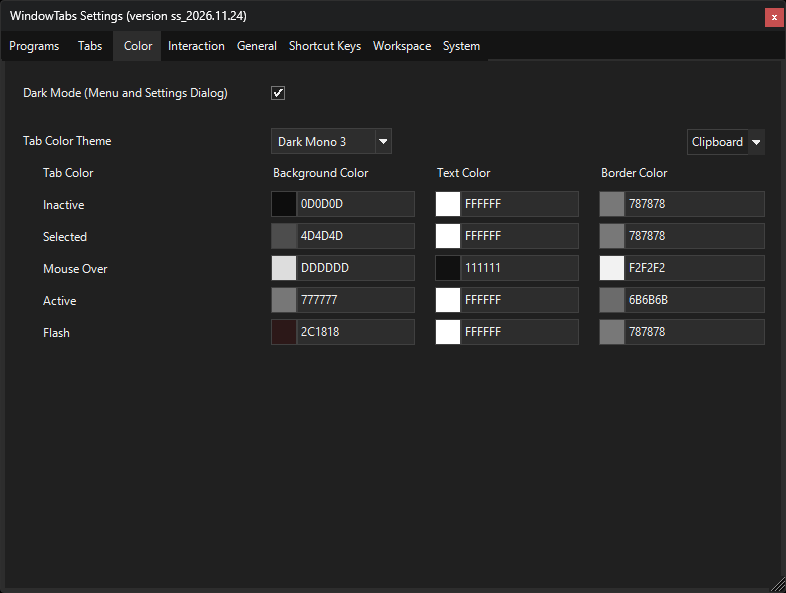 WindowTabs Settings (version ss_2026.11.24)
x
Programs Tabs Color Interaction General Shortcut Keys Workspace System
Dark Mode (Menu and Settings Dialog)
Tab Color Theme Dark Mono 3 Clipboard
Tab Color Background Color Text Color Border Color
Inactive 0D0D0D FFFFFF 787878
Selected 4D4D4D FFFFFF 787878
Mouse Over DDDDDD 111111 F2F2F2
Active 777777 FFFFFF 6B6B6B
Flash 2C1818 FFFFFF 787878